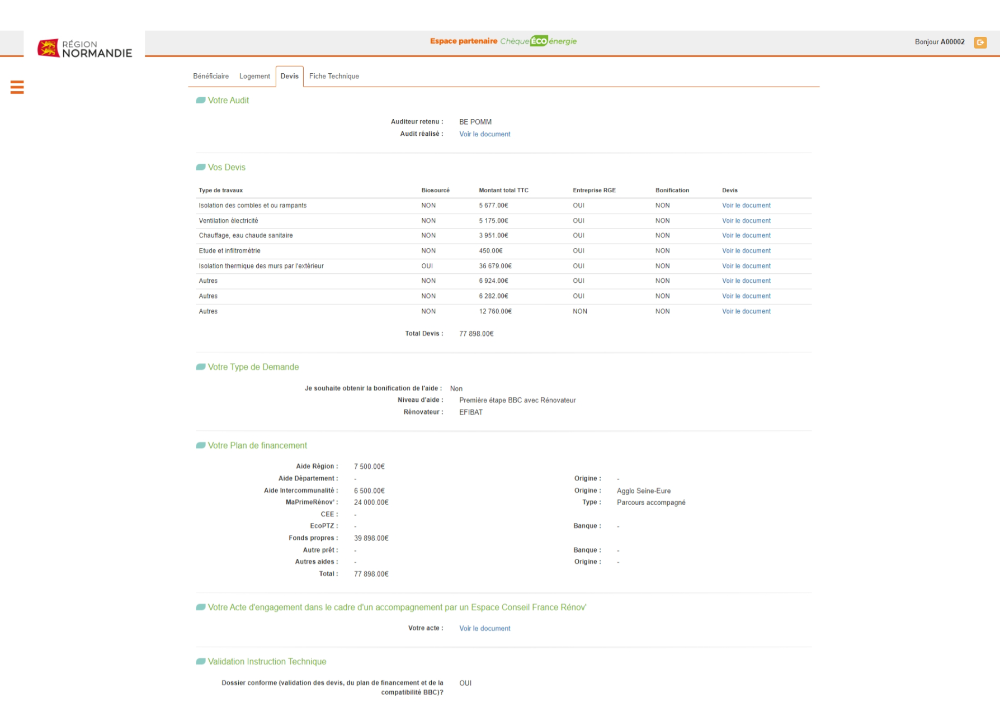 RÉGION
NORMANDIE
Espace partenaire Chèque ÉCO énergie
Bonjour A00002
Bénéficiaire Logement Devis Fiche Technique
Votre Audit
Auditeur retenu : BE POMM
Audit réalisé : Voir le document
Vos Devis
Type de travaux Biosourcé Montant total TTC Entreprise RGE Bonification Devis
Isolation des combles et ou rampants NON 5 677.00€ OUI NON Voir le document
Ventilation électricité NON 5 175.00€ OUI NON Voir le document
Chauffage, eau chaude sanitaire NON 3 951.00€ OUI NON Voir le document
Etude et infiltrométrie NON 450.00€ OUI NON Voir le document
Isolation thermique des murs par l'extérieur OUI 36 679.00€ OUI NON Voir le document
Autres NON 6 924.00€ OUI NON Voir le document
Autres NON 6 282.00€ OUI NON Voir le document
Autres NON 12 760.00€ NON NON Voir le document
Total Devis : 77 898.00€
Votre Type de Demande
Je souhaite obtenir la bonification de l'aide : Non
Niveau d'aide : Première étape BBC avec Rénovateur
Rénovateur : EFIBAT
Votre Plan de financement
Aide Région : 7 500.00€
Aide Département : - Origine : -
Aide Intercommunalité : 6 500.00€ Origine : Agglo Seine-Eure
MaPrimeRénov' : 24 000.00€ Type : Parcours accompagné
CEE : -
EcoPTZ : - Banque : -
Fonds propres : 39 898.00€
Autre prêt : - Banque : -
Autres aides : - Origine : -
Total : 77 898.00€
Votre Acte d'engagement dans le cadre d'un accompagnement par un Espace Conseil France Rénov'
Votre acte : Voir le document
Validation Instruction Technique
Dossier conforme (validation des devis, du plan de financement et de la OUI
compatibilité BBC)?